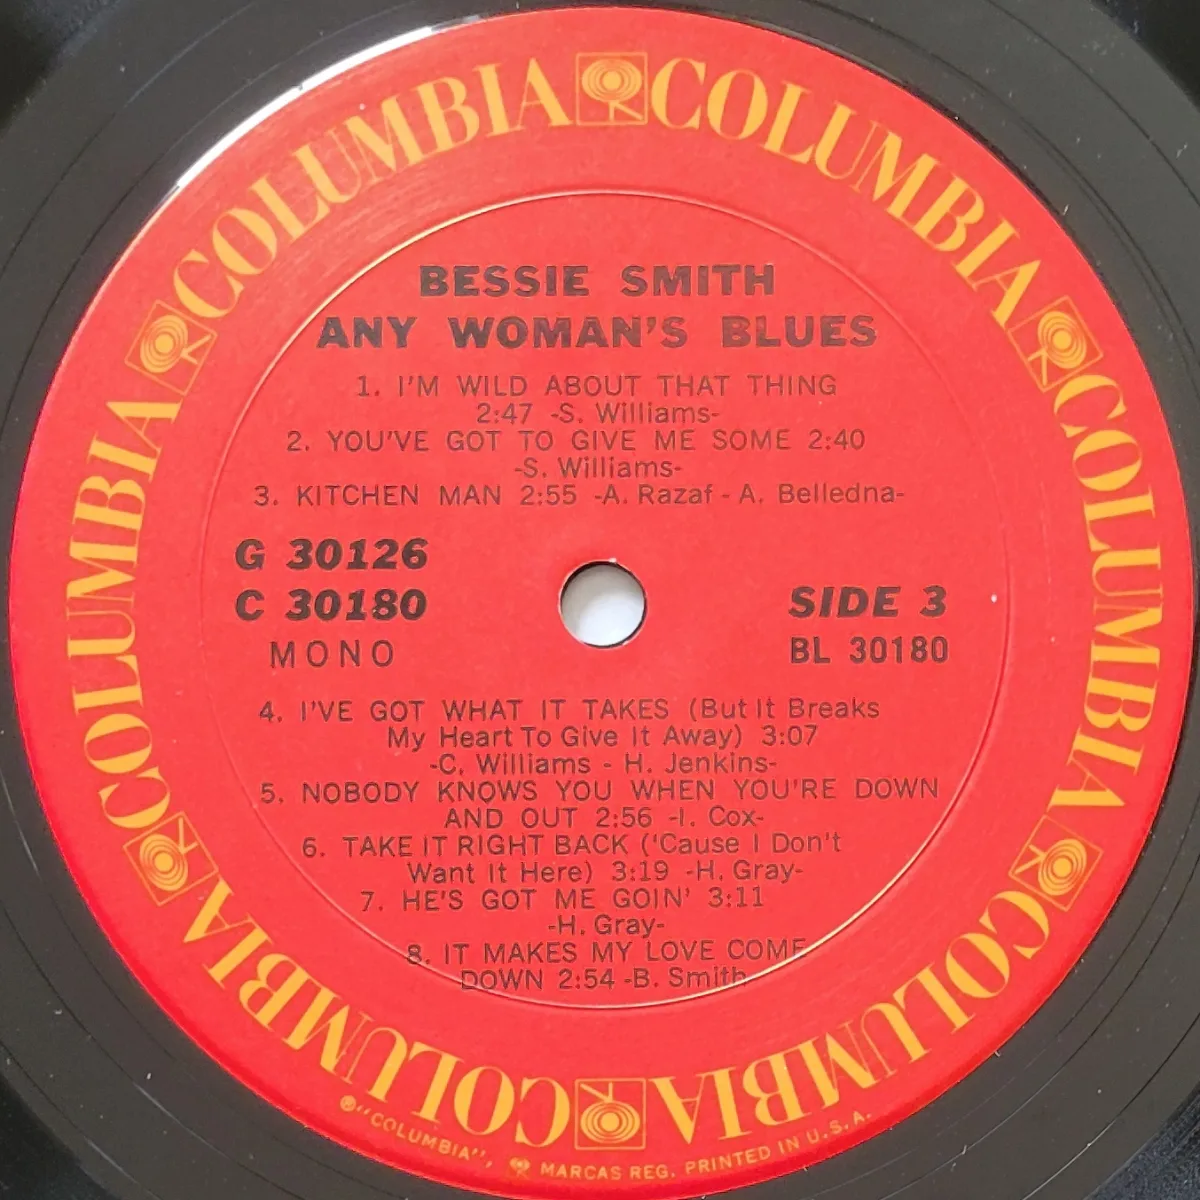 COLUMBIA COLUMBIA COLUMBIA COLUMBIA COLUMBIA COLUMBIA
BESSIE SMITH
ANY WOMAN'S BLUES
1. I'M WILD ABOUT THAT THING
2:47 -S. Williams-
2. YOU'VE GOT TO GIVE ME SOME 2:40
-S. Williams-
3. KITCHEN MAN 2:55 -A. Razaf - A. Belledna-
G 30126
C 30180
MONO
SIDE 3
BL 30180
4. I'VE GOT WHAT IT TAKES (But It Breaks
My Heart To Give It Away) 3:07
-C. Williams - H. Jenkins-
5. NOBODY KNOWS YOU WHEN YOU'RE DOWN
AND OUT 2:56 -I. Cox-
6. TAKE IT RIGHT BACK ('Cause I Don't
Want It Here) 3:19 -H. Gray-
7. HE'S GOT ME GOIN' 3:11
-H. Gray-
8. IT MAKES MY LOVE COME
DOWN 2:54 -B. Smith-
®"COLUMBIA", MARCAS REG. PRINTED IN U.S.A.